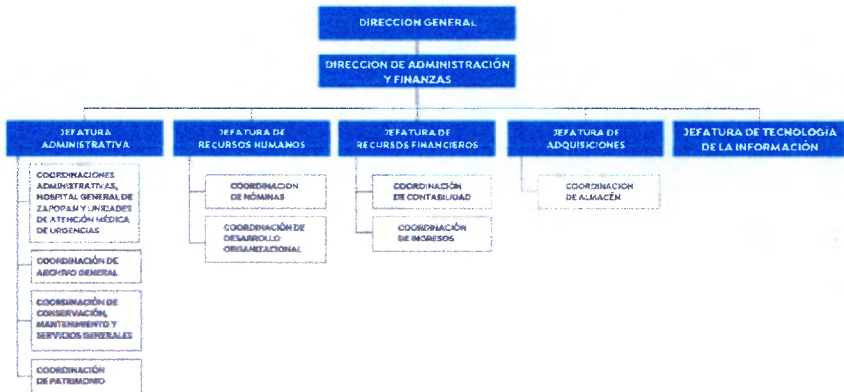 DIRECCION GENERAL
DIRECCION DE ADMINISTRACIÓN
Y FINANZAS
JEFATURA
ADMINISTRATIVA
COORDINACIONES
ADMINISTRATIVAS,
HOSPITAL GENERAL DE
ZAPOPAN Y UNIDADES
DE ATENCIÓN MÉDICA
DE URGENCIAS
COORDINACIÓN DE
ARCHIVO GENERAL
COORDINACIÓN DE
CONSERVACIÓN,
MANTENIMIENTO Y
SERVICIOS GENERALES
COORDINACIÓN
DE PATRIMONIO
JEFATURA DE
RECURSOS HUMANOS
COORDINACION
DE NÓMINAS
COORDINACIÓN DE
DESARROLLO
ORGANIZACIONAL
JEFATURA DE
RECURSOS FINANCIEROS
COORDINACIÓN
DE CONTABILIDAD
COORDINACIÓN
DE INGRESOS
JEFATURA DE
ADQUISICIONES
COORDINACION
DE ALMACÉN
JEFATURA DE TECNOLOGÍA
DE LA INFORMACIÓN